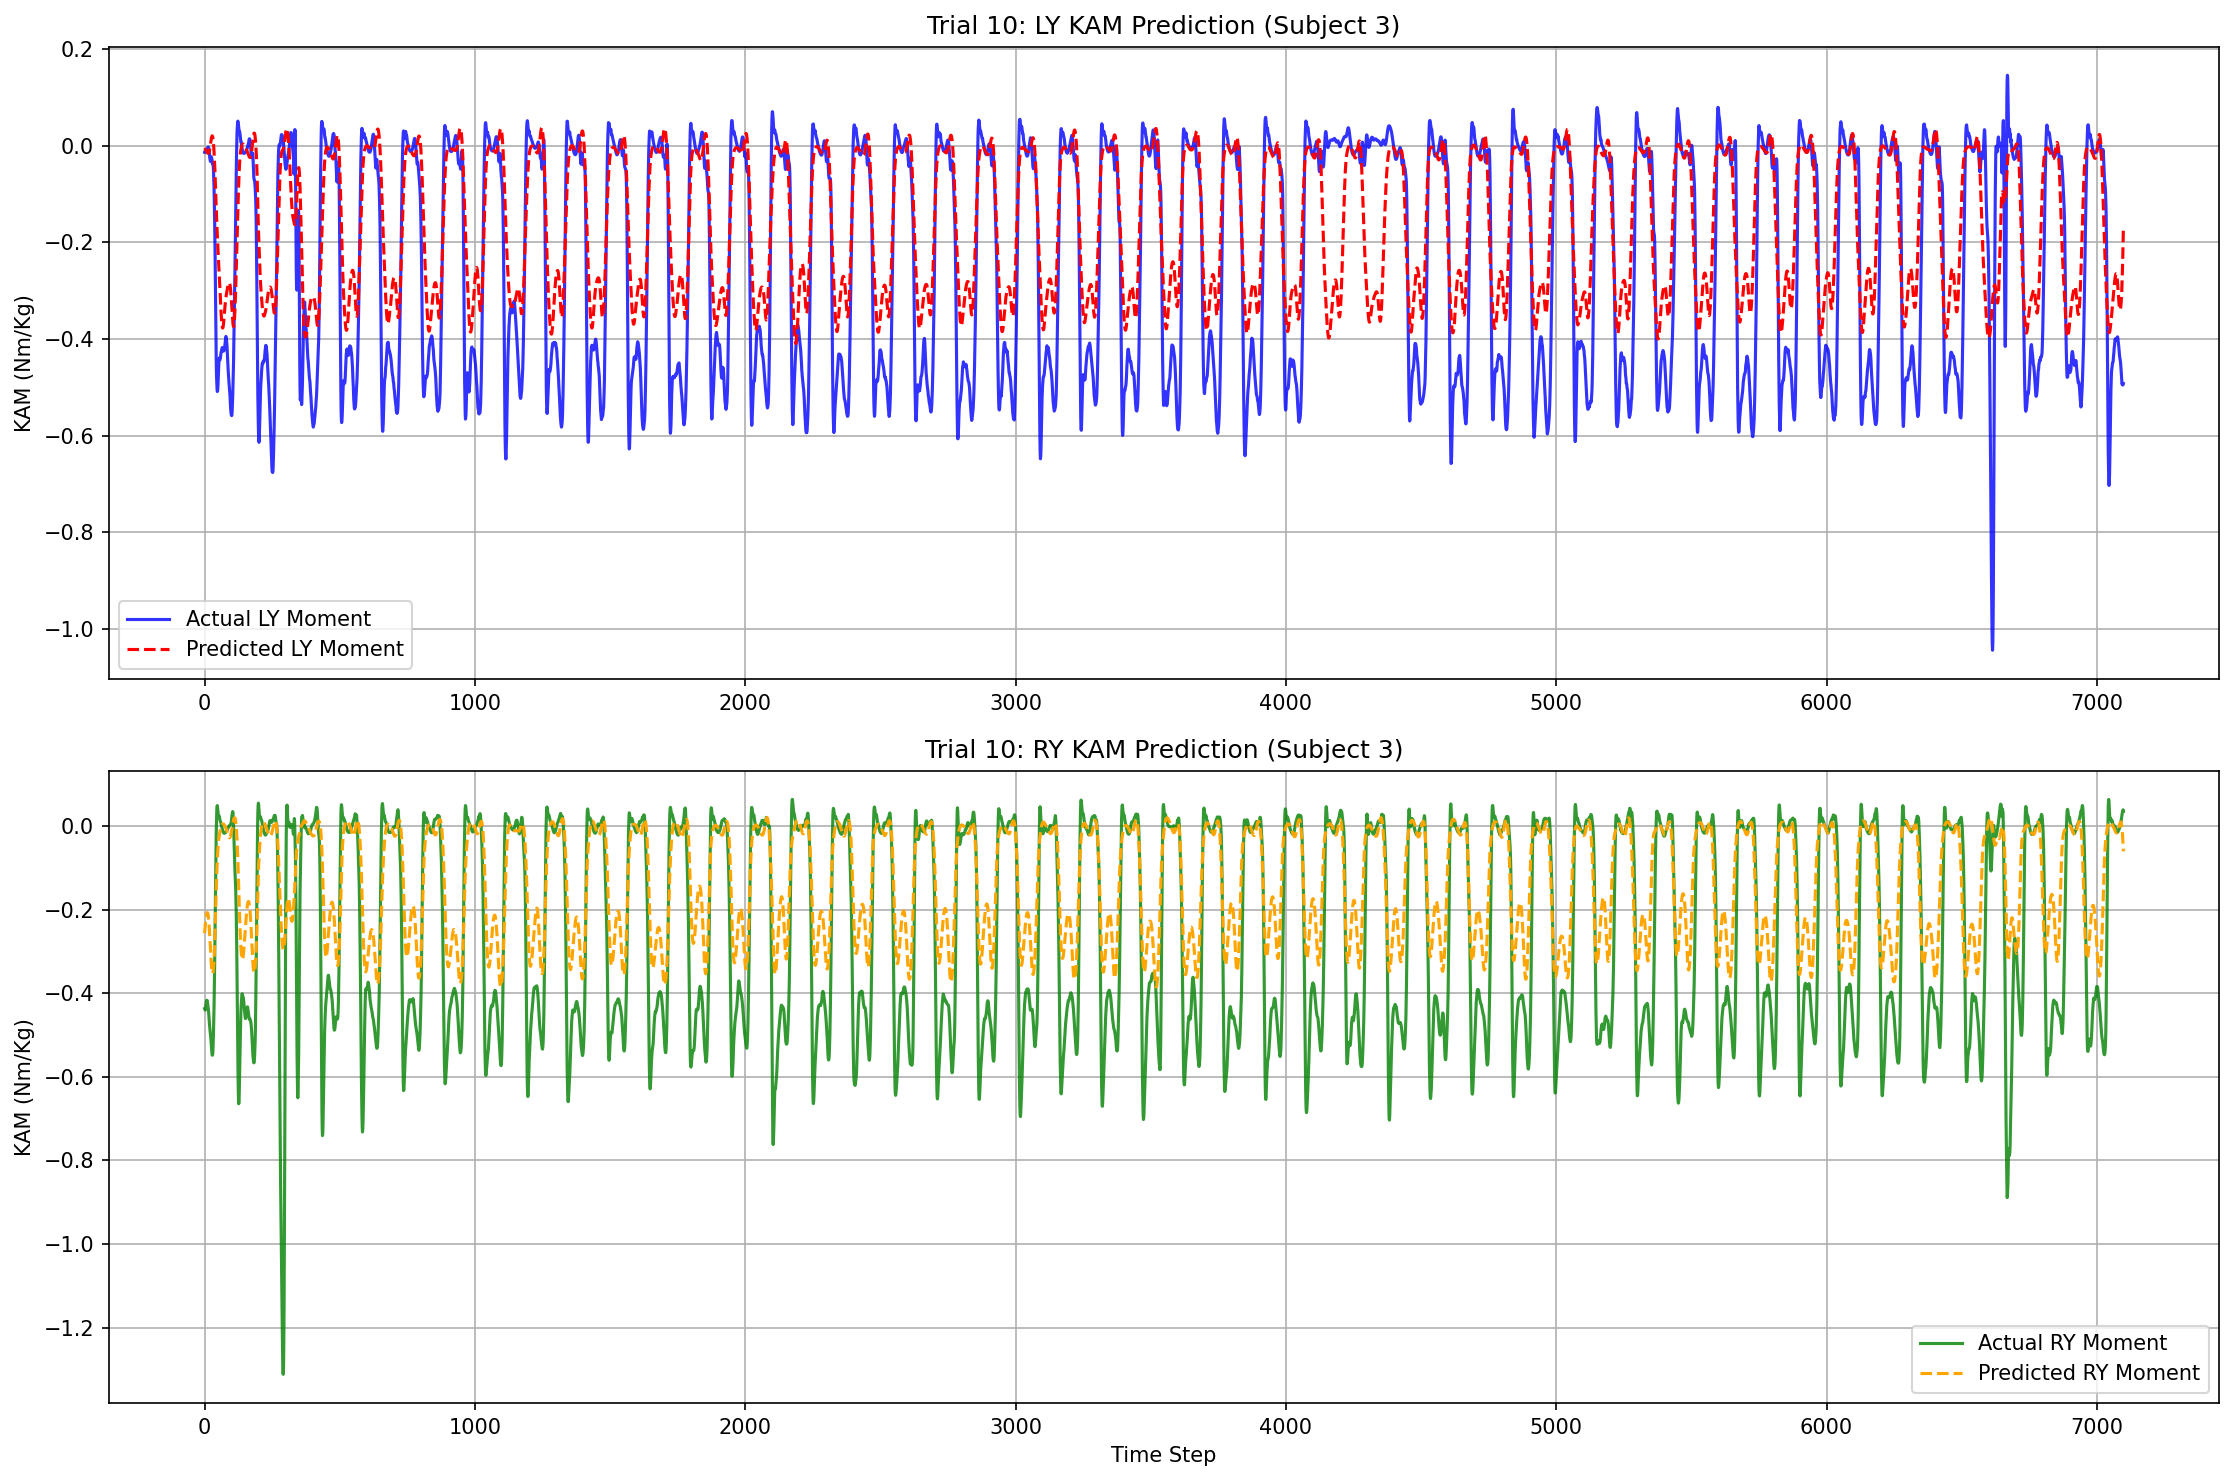 Trial 10: LY KAM Prediction (Subject 3)
KAM (Nm/Kg)
0.2
0.0
−0.2
−0.4
−0.6
−0.8
−1.0
Actual LY Moment
Predicted LY Moment
0 1000 2000 3000 4000 5000 6000 7000
Trial 10: RY KAM Prediction (Subject 3)
KAM (Nm/Kg)
0.0
−0.2
−0.4
−0.6
−0.8
−1.0
−1.2
Actual RY Moment
Predicted RY Moment
0 1000 2000 3000 4000 5000 6000 7000
Time Step